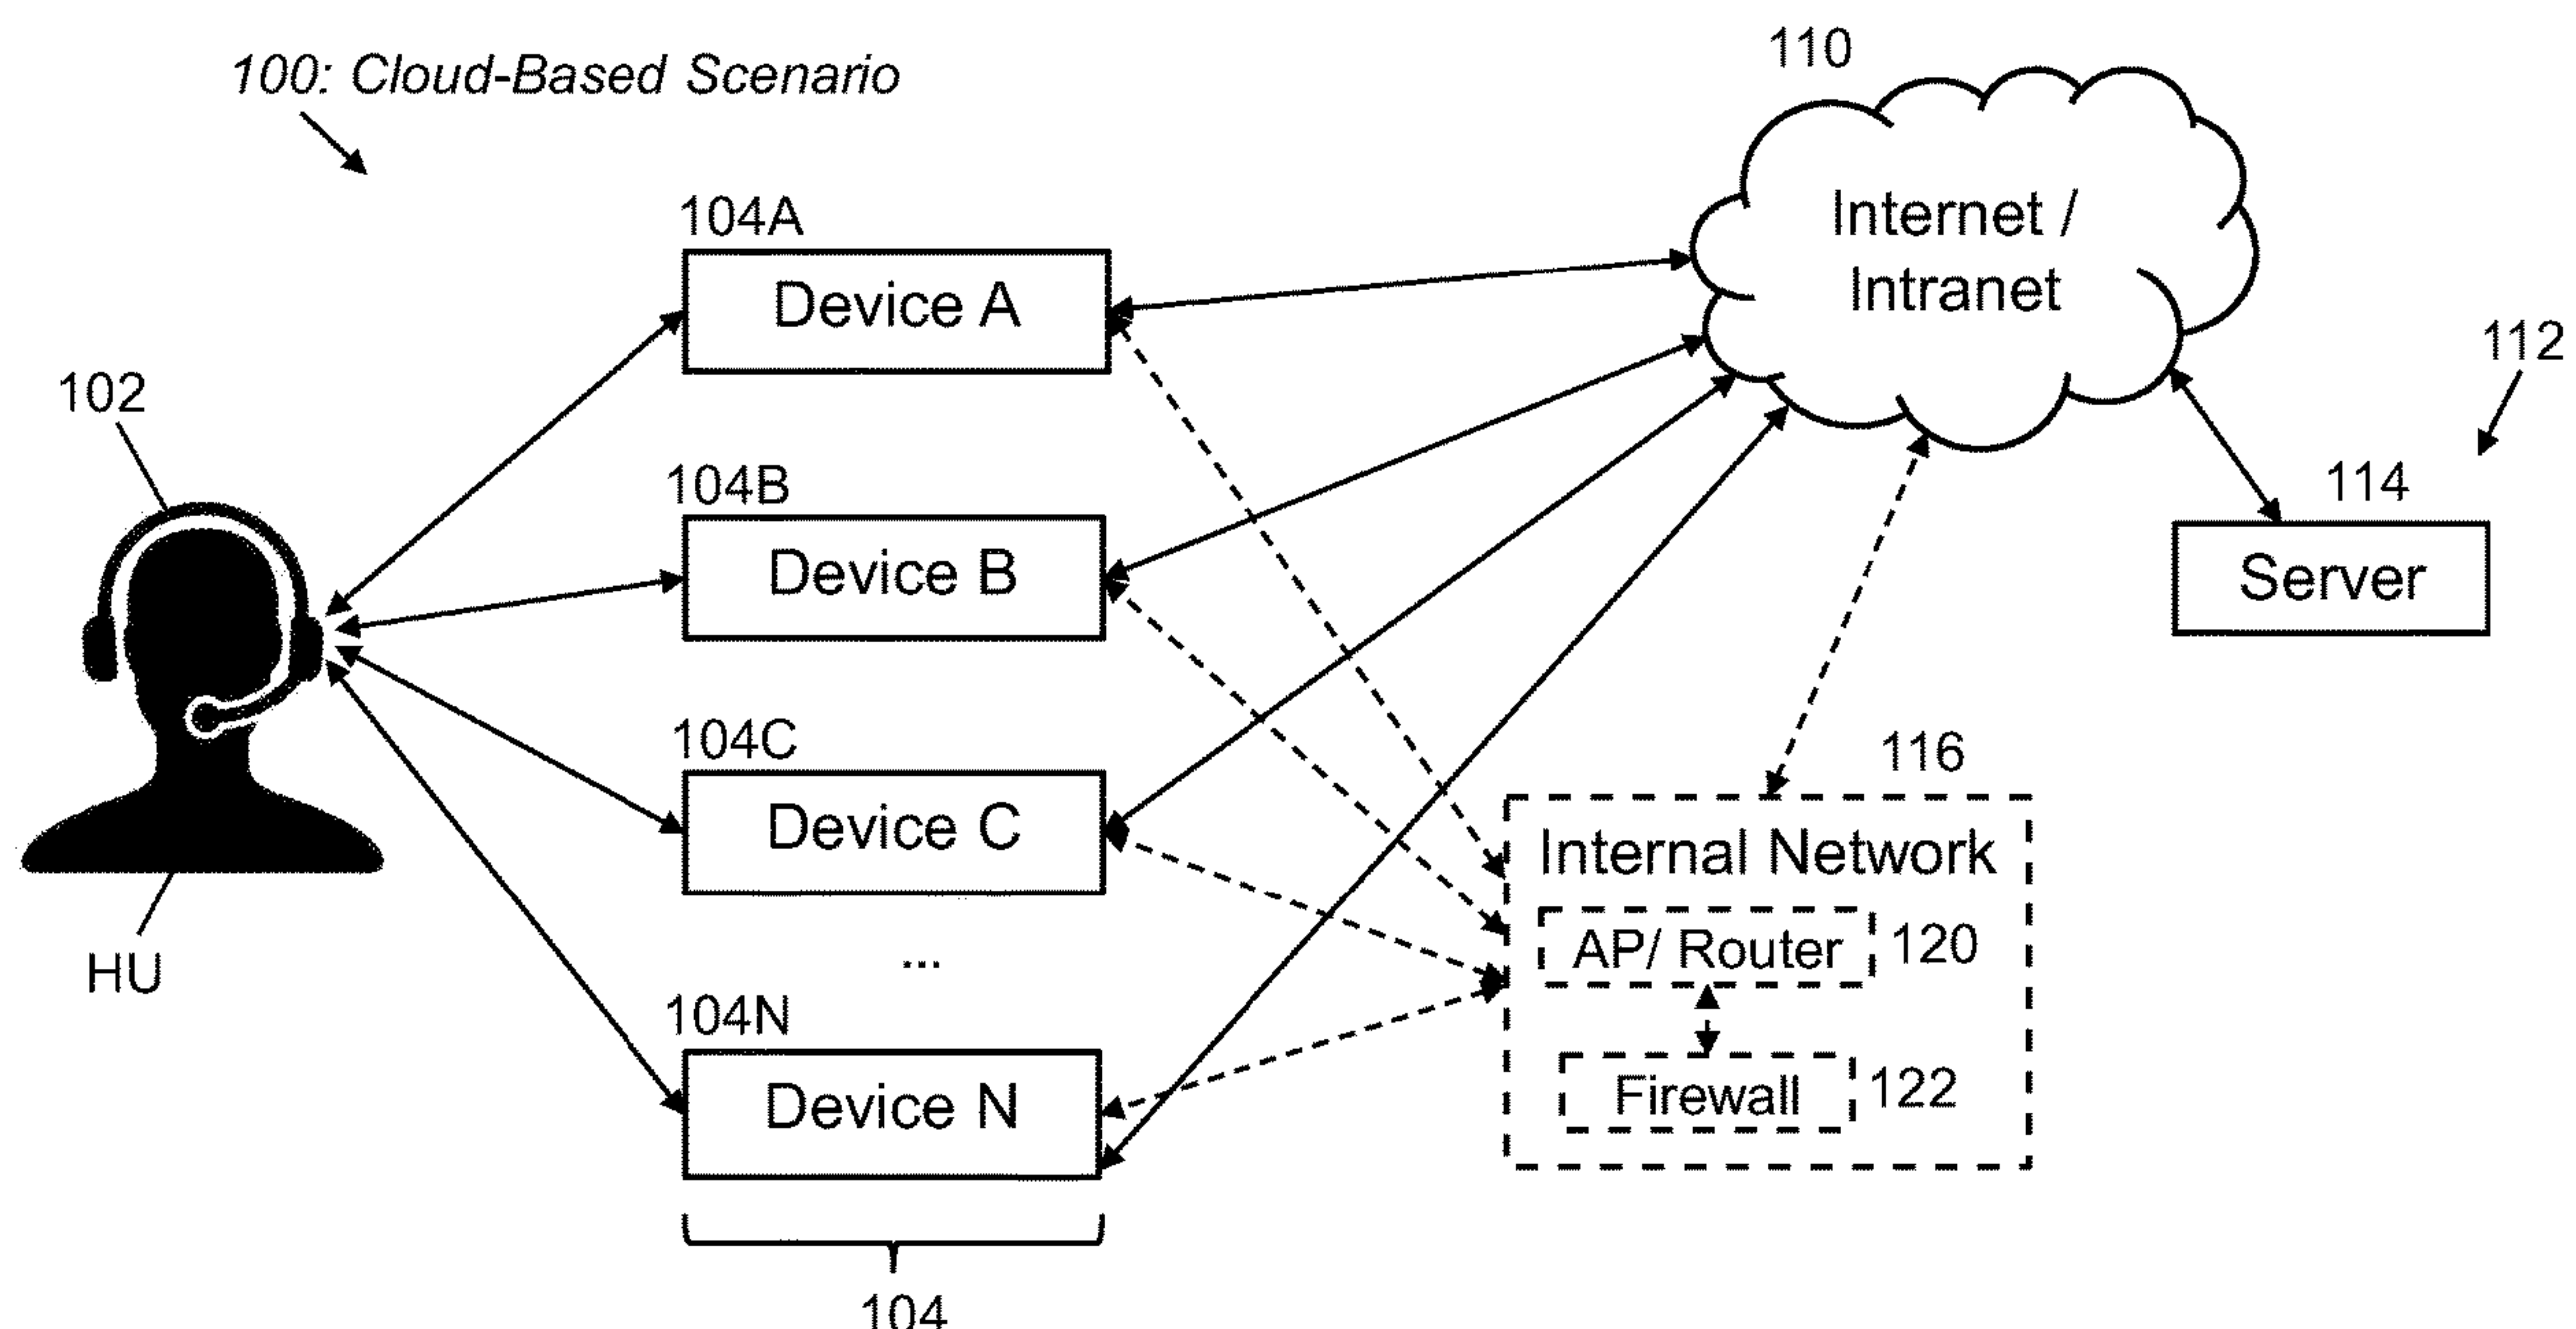 100: Cloud-Based Scenario
110
Internet /
Intranet
104A
Device A
112
102
104B
Device B
114
Server
104C
Device C
116
Internal Network
AP/ Router
120
HU
...
104N
Device N
Firewall
122
104